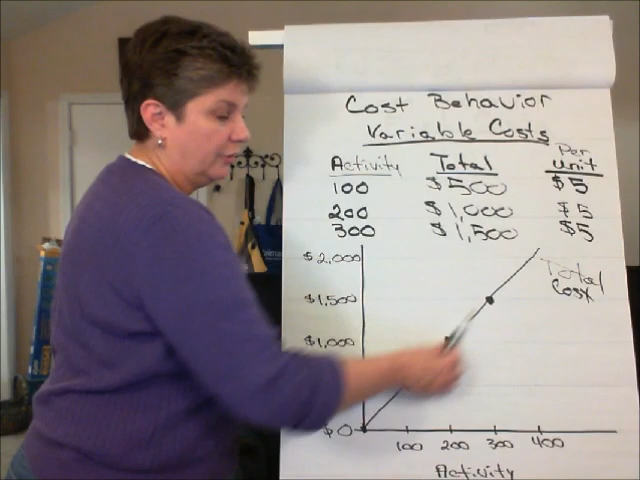 Cost Behavior
Variable Costs
Activity Total Per Unit
100 $500 $5
200 $1,000 $5
300 $1,500 $5
$2,000
Total Cost
$1,500
$1,000
$0
100 200 300 400
Activity